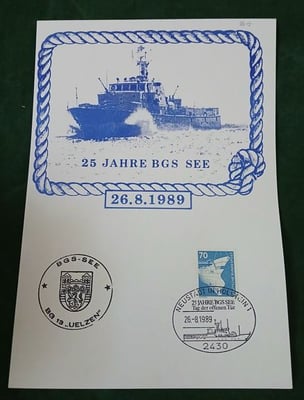 25 JAHRE BGS SEE
26.8.1989
BGS-SEE
BG 19 „UELZEN"
70
NEUSTADT IN HOLSTEIN 1
25 JAHRE BGS SEE
Tag der offenen Tür
26.-8.1989
2430